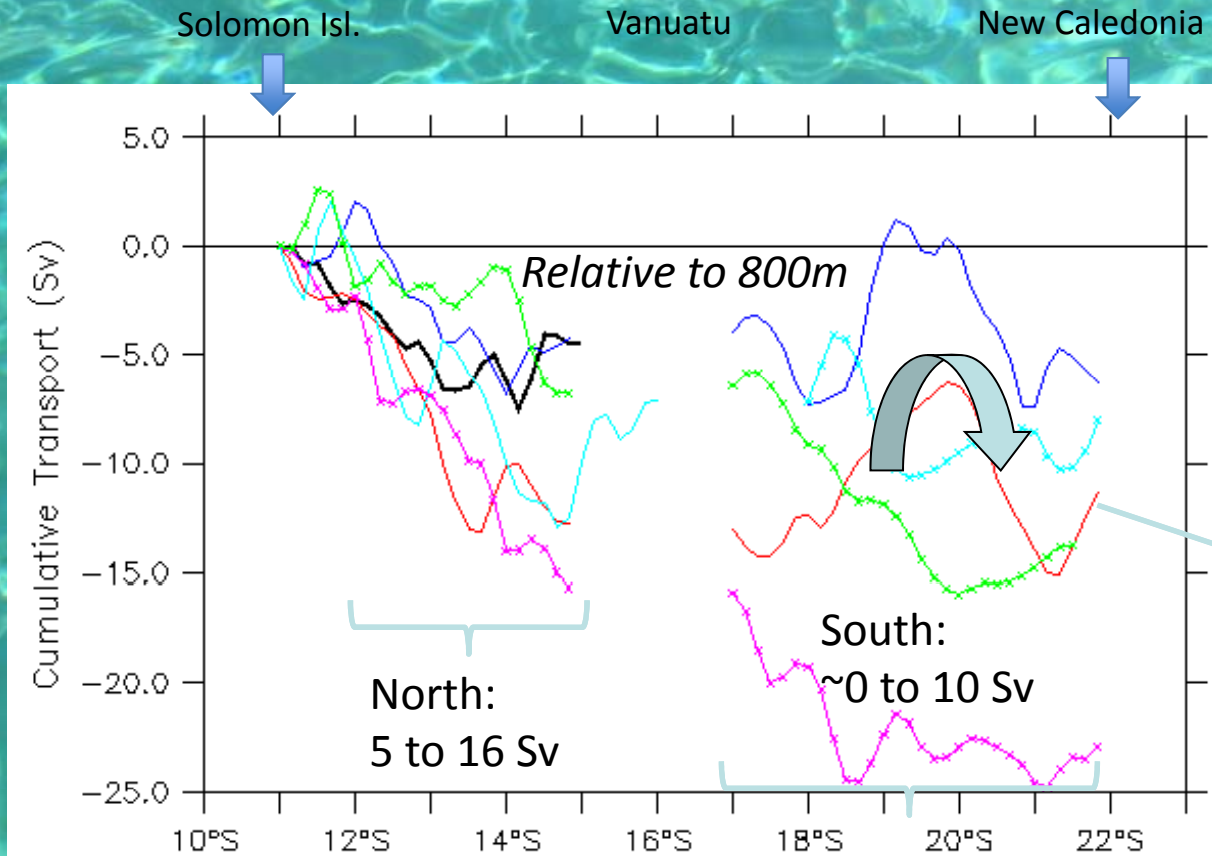 Solomon Isl.
Vanuatu
New Caledonia
5.0
0.0
−5.0
−10.0
−15.0
−20.0
−25.0
Cumulative Transport (Sv)
Relative to 800m
North:
5 to 16 Sv
South:
~0 to 10 Sv
10°S
12°S
14°S
16°S
18°S
20°S
22°S